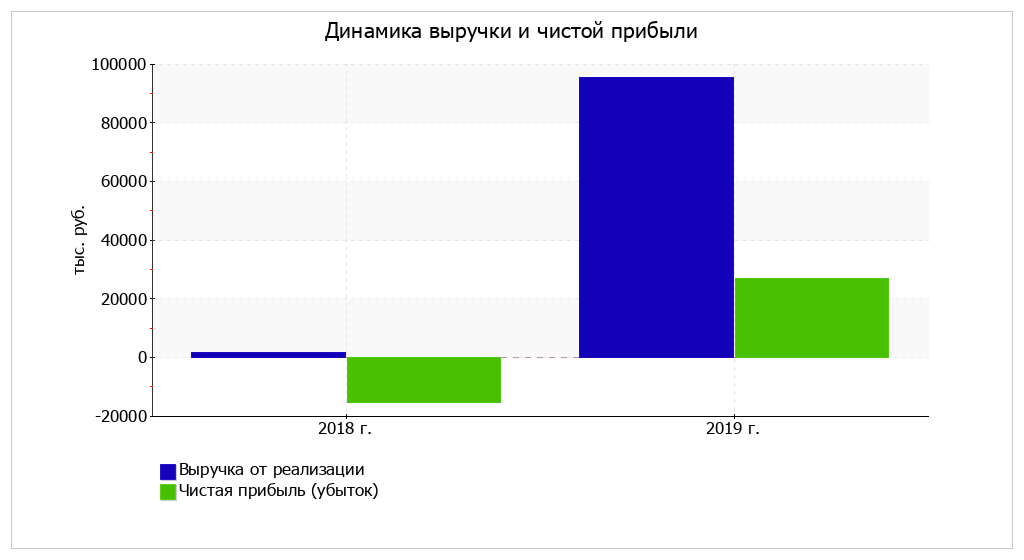 Динамика выручки и чистой прибыли
100000
80000
60000
40000
20000
0
-20000
тыс. руб.
2018 г.
2019 г.
Выручка от реализации
Чистая прибыль (убыток)